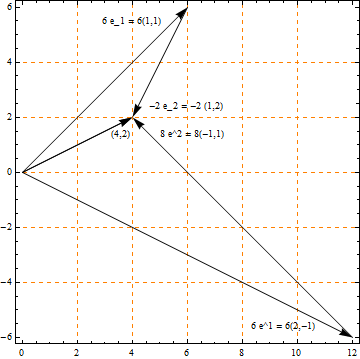 6
6 e_1 = 6(1,1)
4
-2 e_2 = -2 (1,2)
2
(4,2)
8 e^2 = 8(-1,1)
0
-2
-4
6 e^1 = 6(2,-1)
-6
0 2 4 6 8 10 12